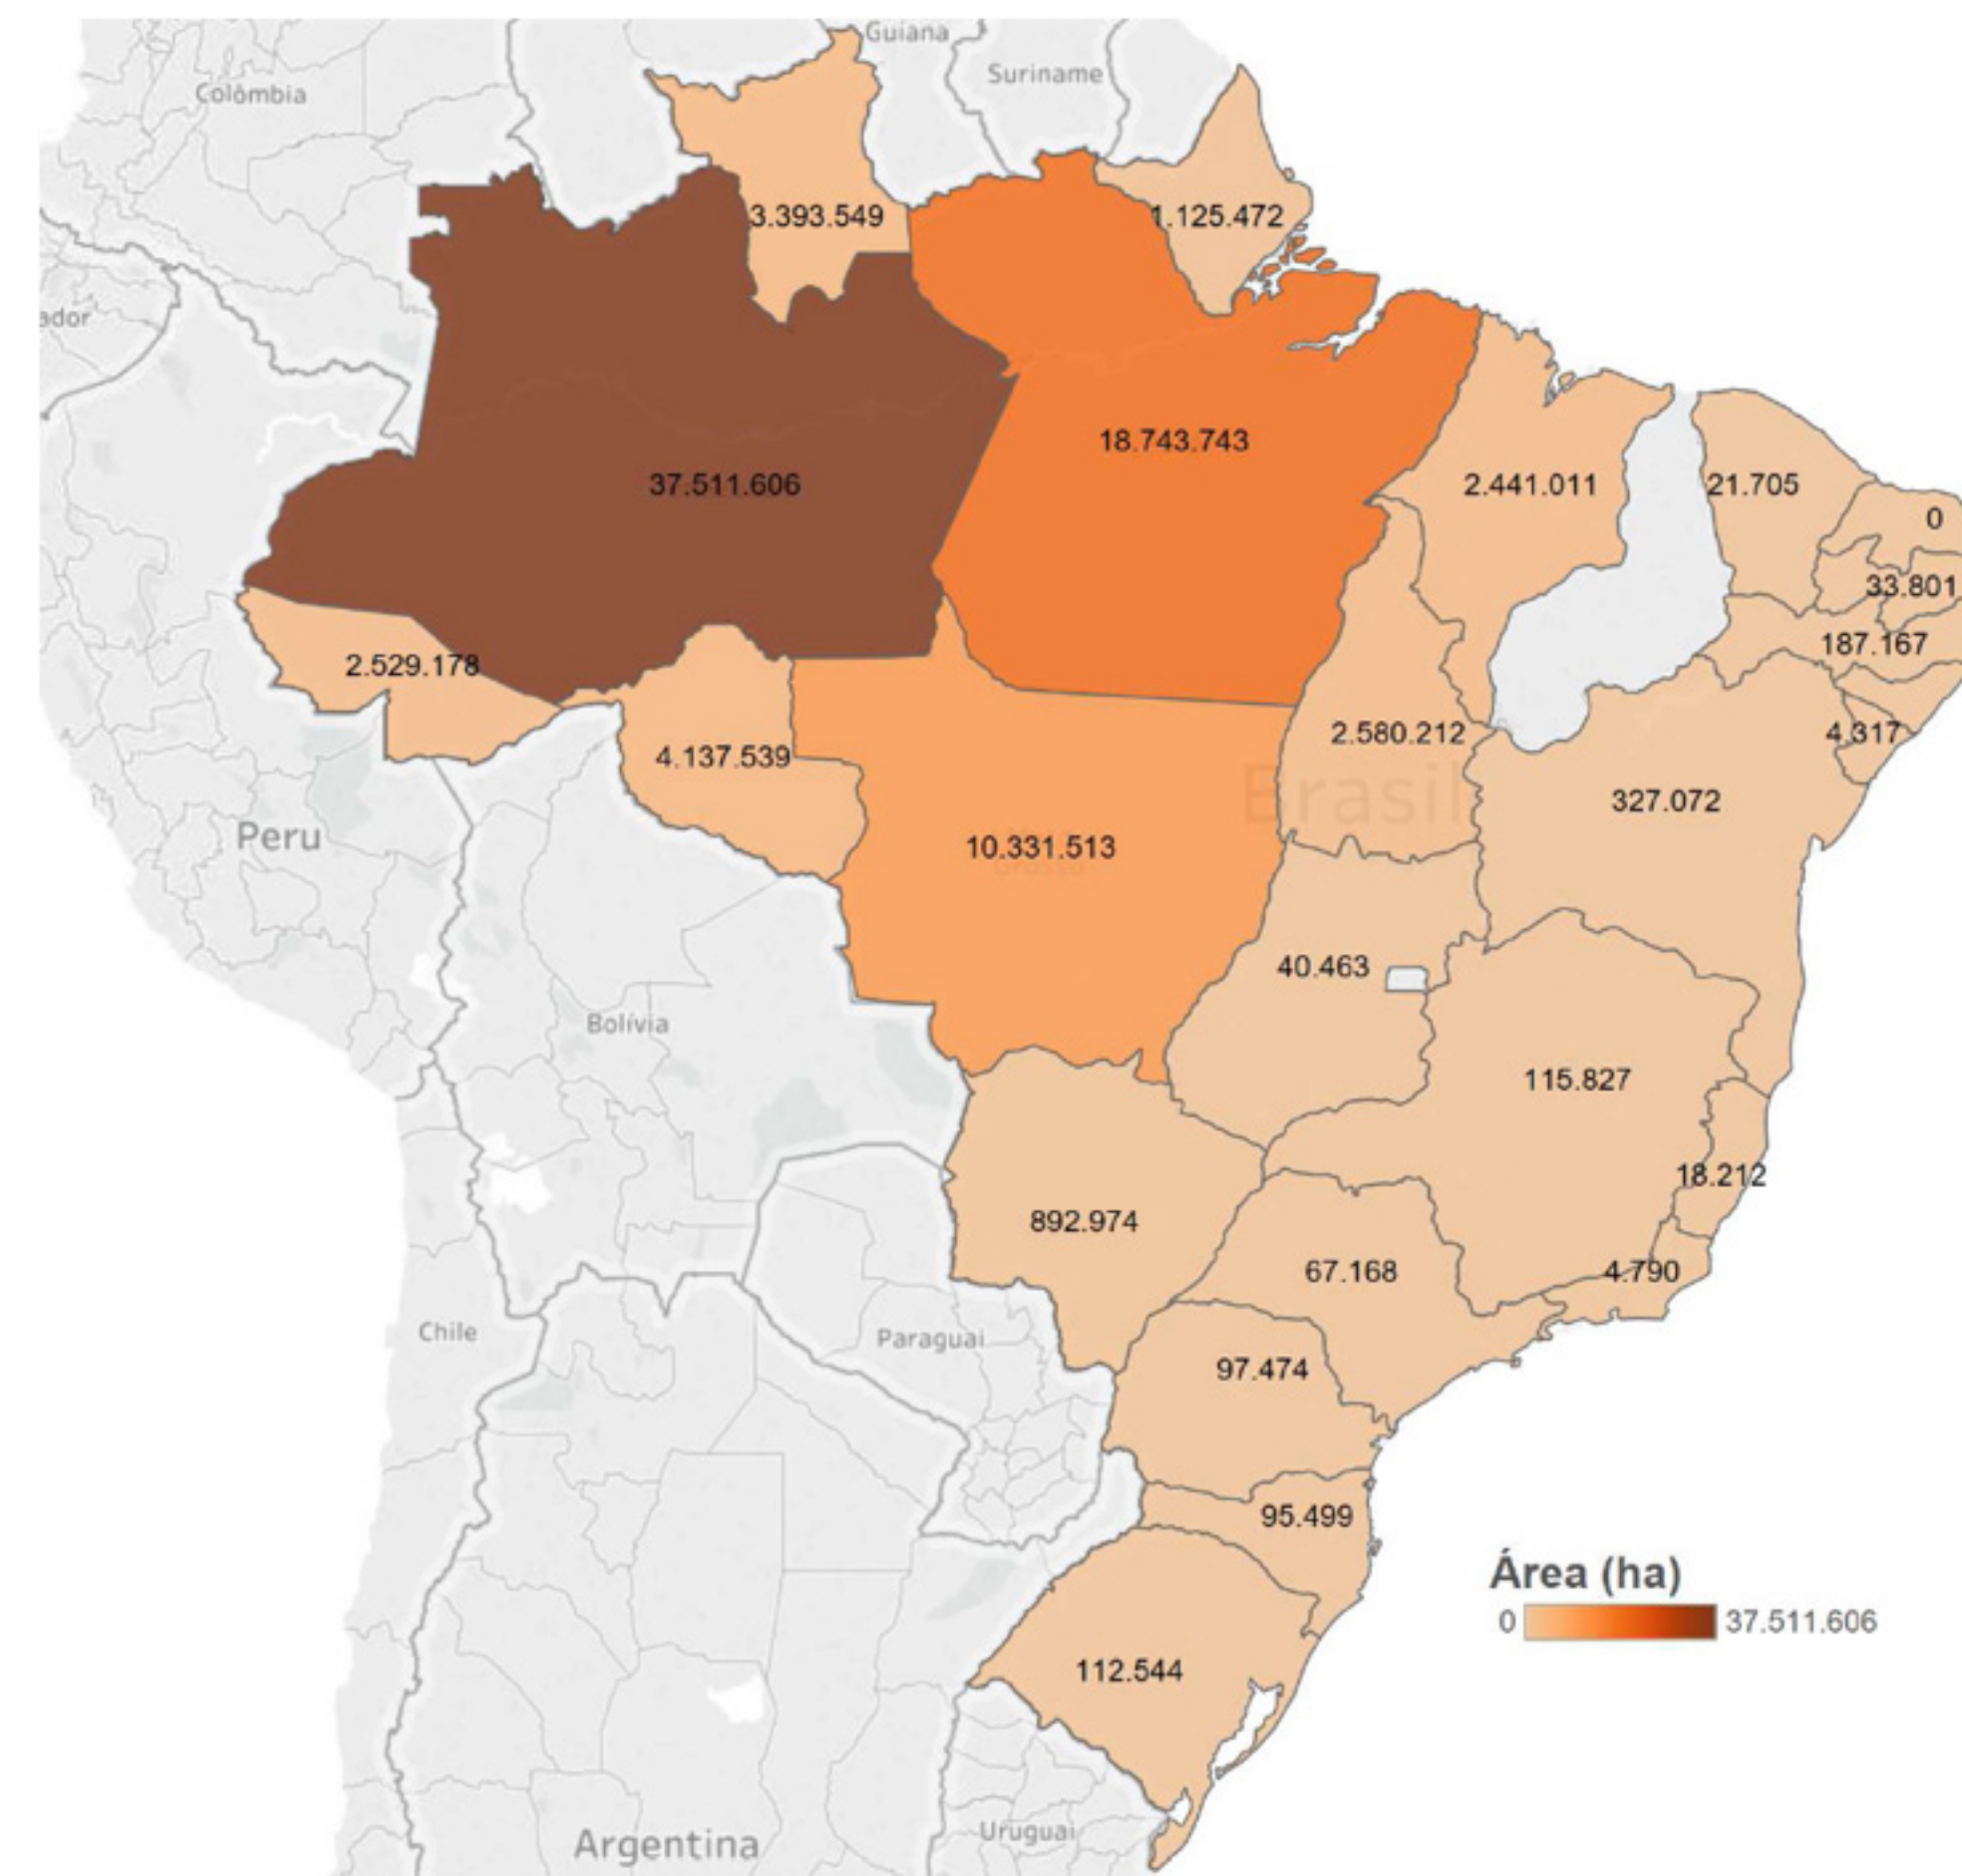 Guiana
Suriname
Colômbia
3.393.549
1.125.472
ador
18.743.743
37.511.606
2.441.011
21.705
0
33.801
187.167
2.529.178
4.137.539
2.580.212
4.317
Brasil
327.072
Peru
10.331.513
Grosso
40.463
Bolívia
115.827
18.212
892.974
67.168
4.790
Chile
Paraguai
97.474
95.499
Área (ha)
0 37.511.606
112.544
Uruguai
Argentina